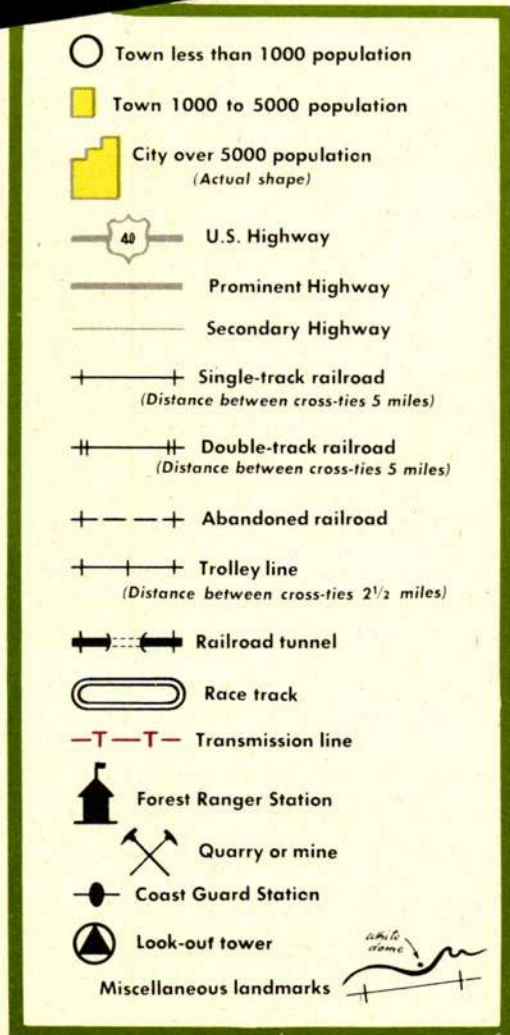 Town less than 1000 population
Town 1000 to 5000 population
City over 5000 population
(Actual shape)
40 U.S. Highway
Prominent Highway
Secondary Highway
Single-track railroad
(Distance between cross-ties 5 miles)
Double-track railroad
(Distance between cross-ties 5 miles)
Abandoned railroad
Trolley line
(Distance between cross-ties 2½ miles)
Railroad tunnel
Race track
T T Transmission line
Forest Ranger Station
Quarry or mine
Coast Guard Station
Look-out tower
white
dome
Miscellaneous landmarks